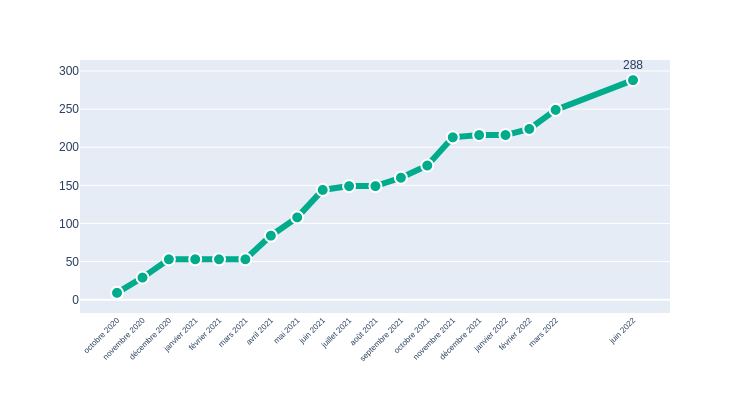 288
300
250
200
150
100
50
0
octobre 2020
novembre 2020
décembre 2020
janvier 2021
février 2021
mars 2021
avril 2021
mai 2021
juin 2021
juillet 2021
août 2021
septembre 2021
octobre 2021
novembre 2021
décembre 2021
janvier 2022
février 2022
mars 2022
juin 2022